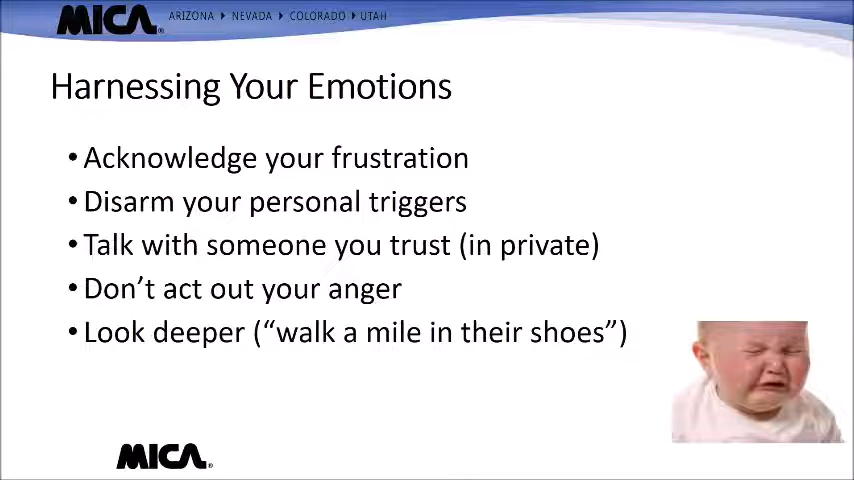 MICA® ARIZONA NEVADA COLORADO UTAH
Harnessing Your Emotions
• Acknowledge your frustration
• Disarm your personal triggers
• Talk with someone you trust (in private)
• Don’t act out your anger
• Look deeper (“walk a mile in their shoes”)
MICA®